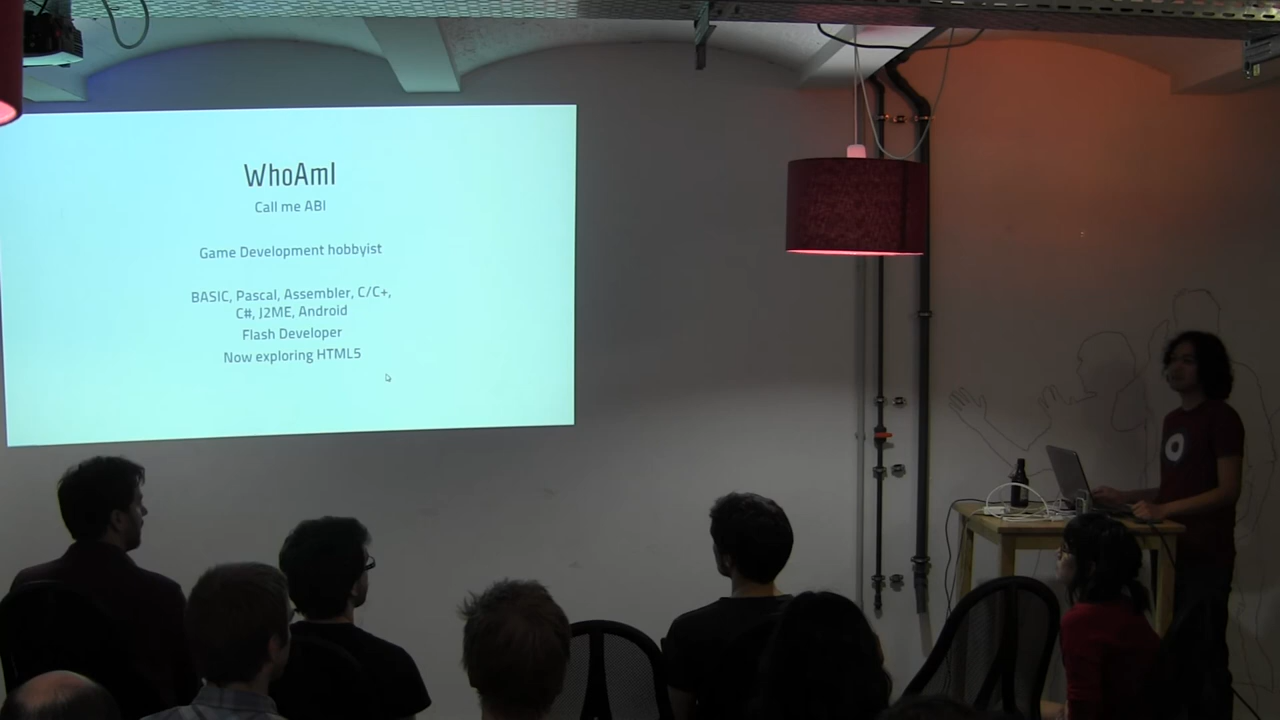 WhoAmI
Call me ABI
Game Development hobbyist
BASIC, Pascal, Assembler, C/C+,
C#, J2ME, Android
Flash Developer
Now exploring HTML5